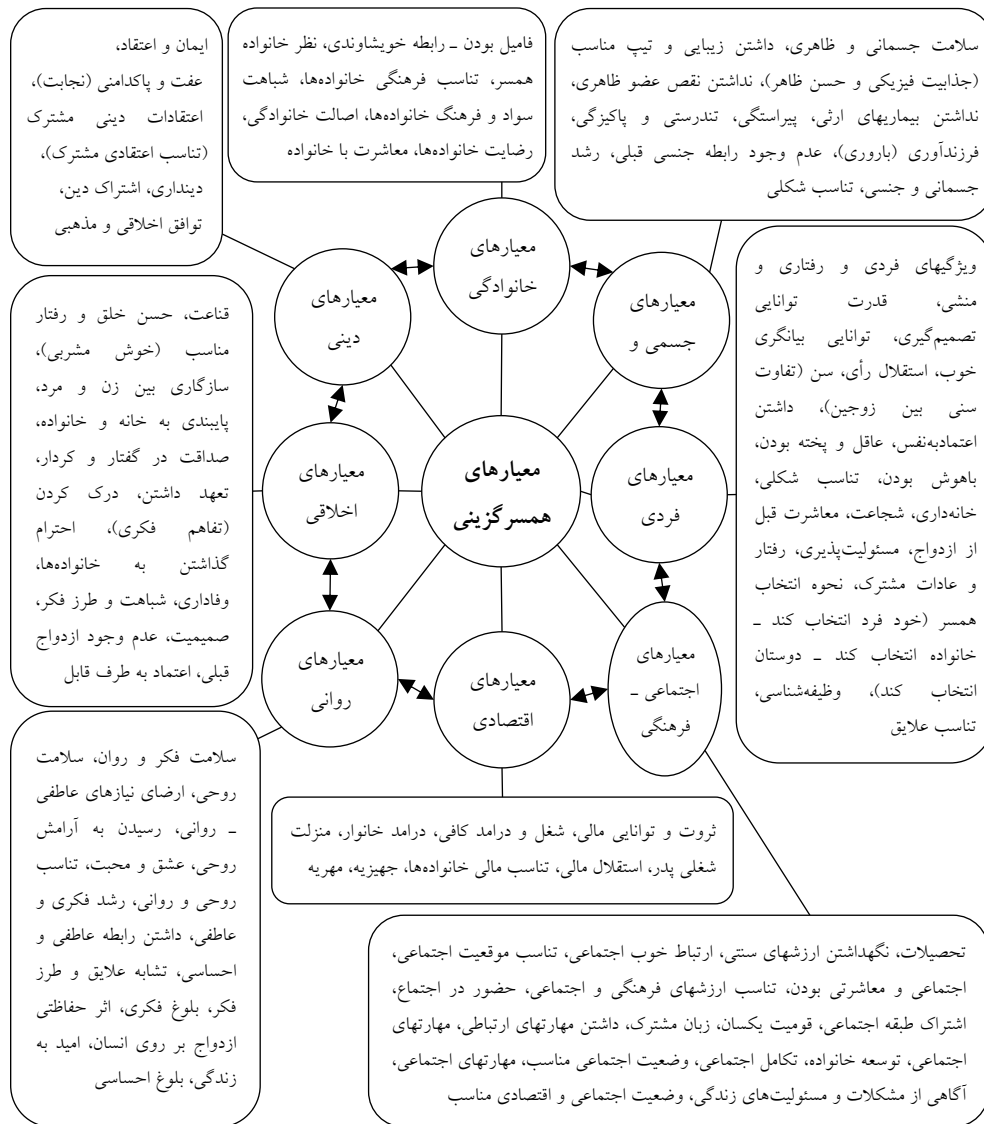 سلامت جسمانی و ظاهری، داشتن زیبایی و تیپ مناسب
(جذابیت فیزیکی و حسن ظاهر)، نداشتن نقص عضو ظاهری،
نداشتن بیماریهای ارثی، پیراستگی، تندرستی و پاکیزگی،
فرزندآوری (باروری)، عدم وجود رابطه جنسی قبلی، رشد
جسمانی و جنسی، تناسب شکلی
فامیل بودن ـ رابطه خویشاوندی، نظر خانواده
همسر، تناسب فرهنگی خانواده‌ها، شباهت
سواد و فرهنگ خانواده‌ها، اصالت خانوادگی،
رضایت خانواده‌ها، معاشرت با خانواده
ایمان و اعتقاد،
عفت و پاکدامنی (نجابت)،
اعتقادات دینی مشترک
(تناسب اعتقادی مشترک)،
دینداری، اشتراک دین،
توافق اخلاقی و مذهبی
معیارهای
خانوادگی
معیارهای
جسمی و
معیارهای
دینی
ویژگیهای فردی و رفتاری و
منشی، قدرت توانایی
تصمیم‌گیری، توانایی بیانگری
خوب، استقلال رأی، سن (تفاوت
سنی بین زوجین)، داشتن
اعتمادبه‌نفس، عاقل و پخته بودن،
باهوش بودن، تناسب شکلی،
خانه‌داری، شجاعت، معاشرت قبل
از ازدواج، مسئولیت‌پذیری، رفتار
و عادات مشترک، نحوه انتخاب
همسر (خود فرد انتخاب کند ـ
خانواده انتخاب کند ـ دوستان
انتخاب کند)، وظیفه‌شناسی،
تناسب علایق
معیارهای
فردی
معیارهای
همسرگزینی
معیارهای
اخلاقی
قناعت، حسن خلق و رفتار
مناسب (خوش مشربی)،
سازگاری بین زن و مرد،
پایبندی به خانه و خانواده،
صداقت در گفتار و کردار،
تعهد داشتن، درک کردن
(تفاهم فکری)، احترام
گذاشتن به خانواده‌ها،
وفاداری، شباهت و طرز فکر،
صمیمیت، عدم وجود ازدواج
قبلی، اعتماد به طرف قابل
معیارهای
اجتماعی ـ
فرهنگی
معیارهای
اقتصادی
معیارهای
روانی
سلامت فکر و روان، سلامت
روحی، ارضای نیازهای عاطفی
ـ روانی، رسیدن به آرامش
روحی، عشق و محبت، تناسب
روحی و روانی، رشد فکری و
عاطفی، داشتن رابطه عاطفی و
احساسی، تشابه علایق و طرز
فکر، بلوغ فکری، اثر حفاظتی
ازدواج بر روی انسان، امید به
زندگی، بلوغ احساسی
ثروت و توانایی مالی، شغل و درامد کافی، درامد خانوار، منزلت
شغلی پدر، استقلال مالی، تناسب مالی خانواده‌ها، جهیزیه، مهریه
تحصیلات، نگهداشتن ارزشهای سنتی، ارتباط خوب اجتماعی، تناسب موقعیت اجتماعی،
اجتماعی و معاشرتی بودن، تناسب ارزشهای فرهنگی و اجتماعی، حضور در اجتماع،
اشتراک طبقه اجتماعی، قومیت یکسان، زبان مشترک، داشتن مهارتهای ارتباطی، مهارتهای
اجتماعی، توسعه خانواده، تکامل اجتماعی، وضعیت اجتماعی مناسب، مهارتهای اجتماعی،
آگاهی از مشکلات و مسئولیت‌های زندگی، وضعیت اجتماعی و اقتصادی مناسب